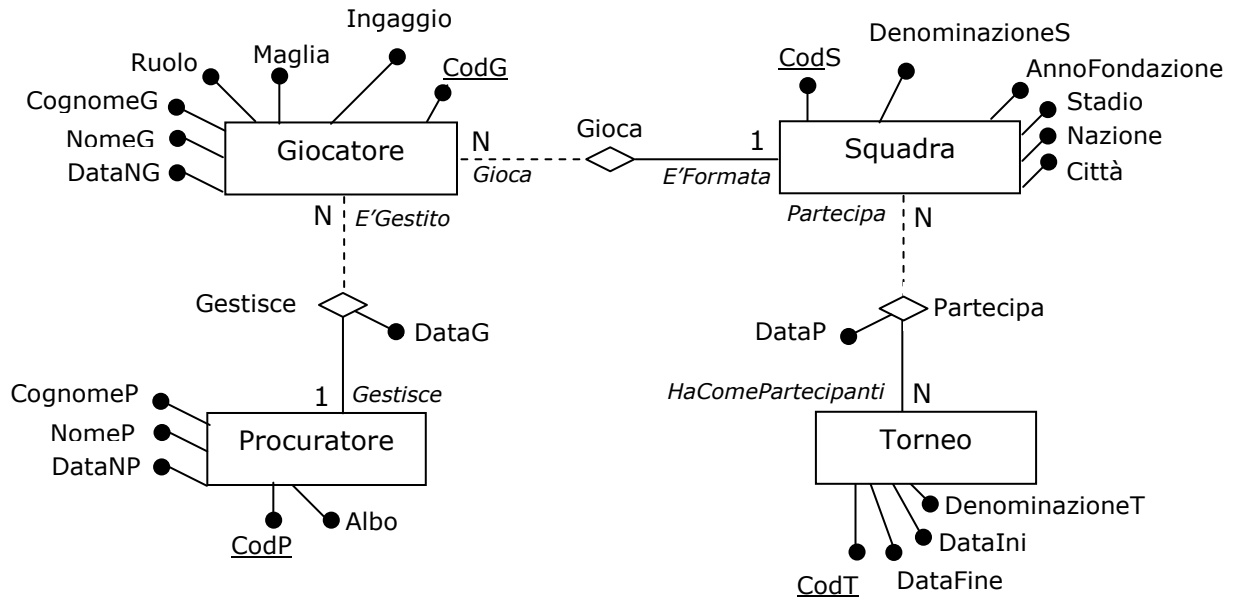 Ingaggio
DenominazioneS
Ruolo
Maglia
CodG
CodS
AnnoFondazione
CognomeG
Stadio
NomeG
Giocatore
N
Gioca
Gioca
1
E'Formata
Squadra
Nazione
DataNG
Città
N
E'Gestito
Partecipa
N
Gestisce
DataG
DataP
Partecipa
CognomeP
1
Gestisce
HaComePartecipanti
N
NomeP
Procuratore
Torneo
DataNP
Albo
CodP
DenominazioneT
DataIni
DataFine
CodT